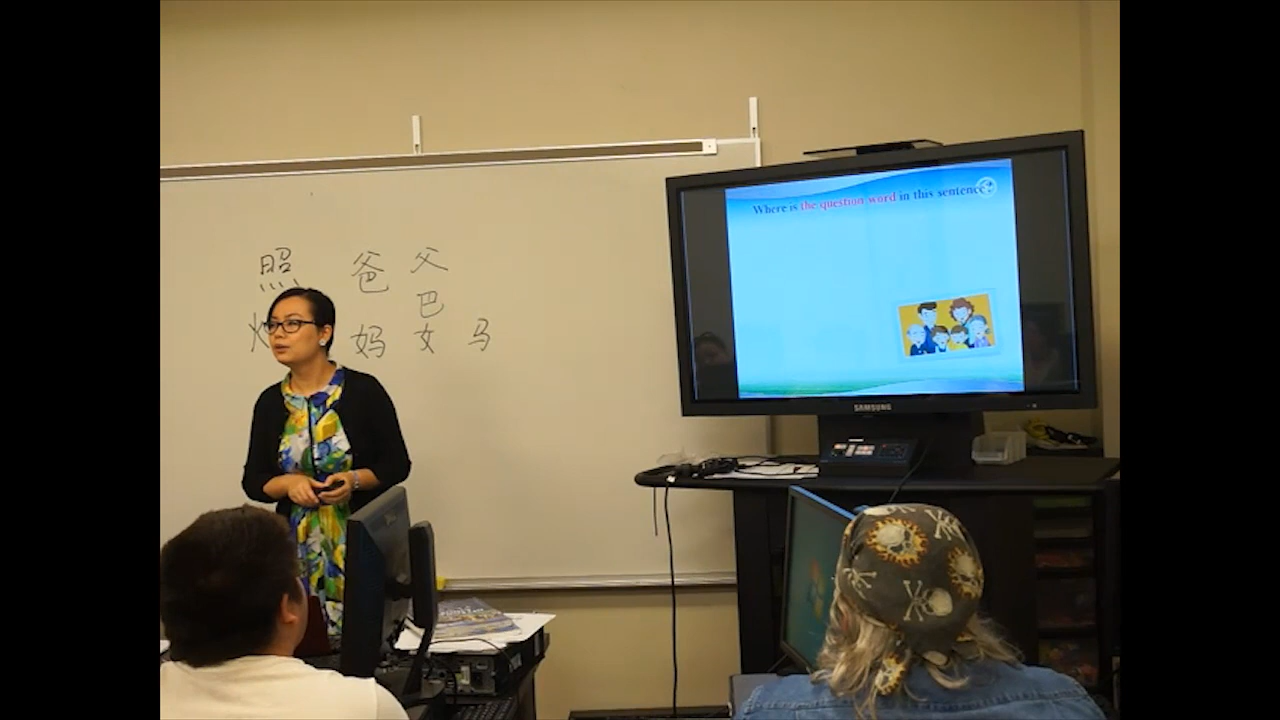 照 爸 父
巴
妈 女 马
Where is the question word in this sentence?
SAMSUNG